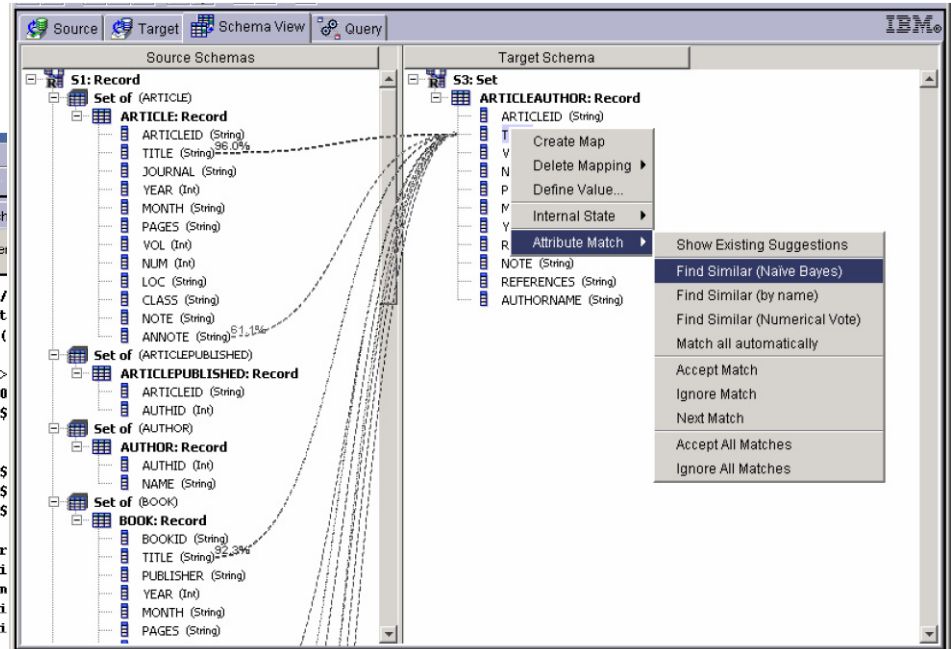 Source Target Schema View Query IBM
Source Schemas
S1: Record
Set of (ARTICLE)
ARTICLE: Record
ARTICLEID (String)
96.0%
TITLE (String)
JOURNAL (String)
YEAR (Int)
MONTH (String)
PAGES (String)
VOL (Int)
NUM (Int)
LOC (String)
CLASS (String)
NOTE (String)
ANNOTE (String) 61.1%
Set of (ARTICLEPUBLISHED)
ARTICLEPUBLISHED: Record
ARTICLEID (String)
AUTHID (Int)
Set of (AUTHOR)
AUTHOR: Record
AUTHID (Int)
NAME (String)
Set of (BOOK)
BOOK: Record
BOOKID (String)
TITLE (String) 92.3%
PUBLISHER (String)
YEAR (Int)
MONTH (String)
PAGES (String)
Target Schema
S3: Set
ARTICLEAUTHOR: Record
ARTICLEID (String)
T
V
N
P
M
Y
R
NOTE (String)
REFERENCES (String)
AUTHORNAME (String)
Create Map
Delete Mapping
Define Value...
Internal State
Attribute Match
Show Existing Suggestions
Find Similar (Naïve Bayes)
Find Similar (by name)
Find Similar (Numerical Vote)
Match all automatically
Accept Match
Ignore Match
Next Match
Accept All Matches
Ignore All Matches